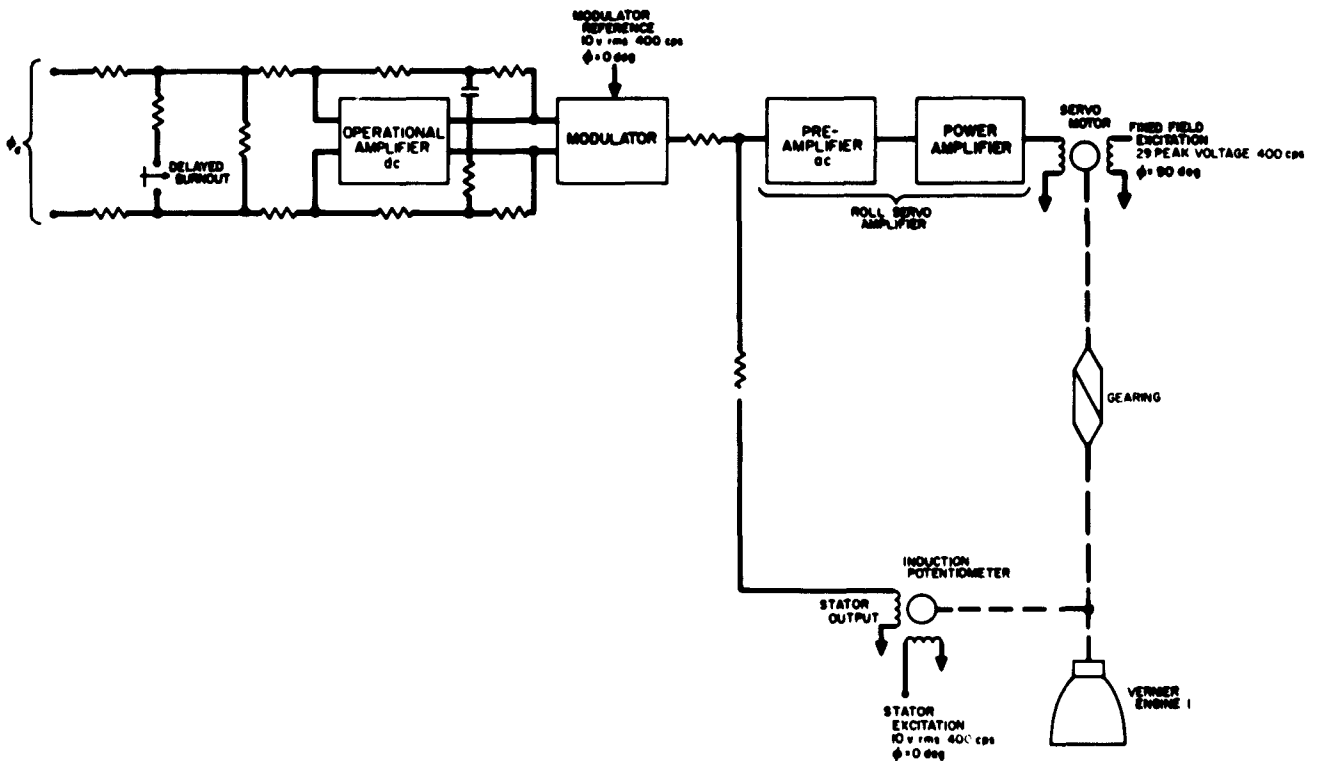 MODULATOR
REFERENCE
10 v rms 400 cps
ϕ = 0 deg
ϕe
DELAYED
BURNOUT
OPERATIONAL
AMPLIFIER
dc
MODULATOR
PRE-
AMPLIFIER
ac
POWER
AMPLIFIER
ROLL SERVO
AMPLIFIER
SERVO
MOTOR
FIXED FIELD
EXCITATION
29 PEAK VOLTAGE 400 cps
ϕ = 90 deg
GEARING
INDUCTION
POTENTIOMETER
STATOR
OUTPUT
STATOR
EXCITATION
10 v rms 400 cps
ϕ = 0 deg
VERNIER
ENGINE I